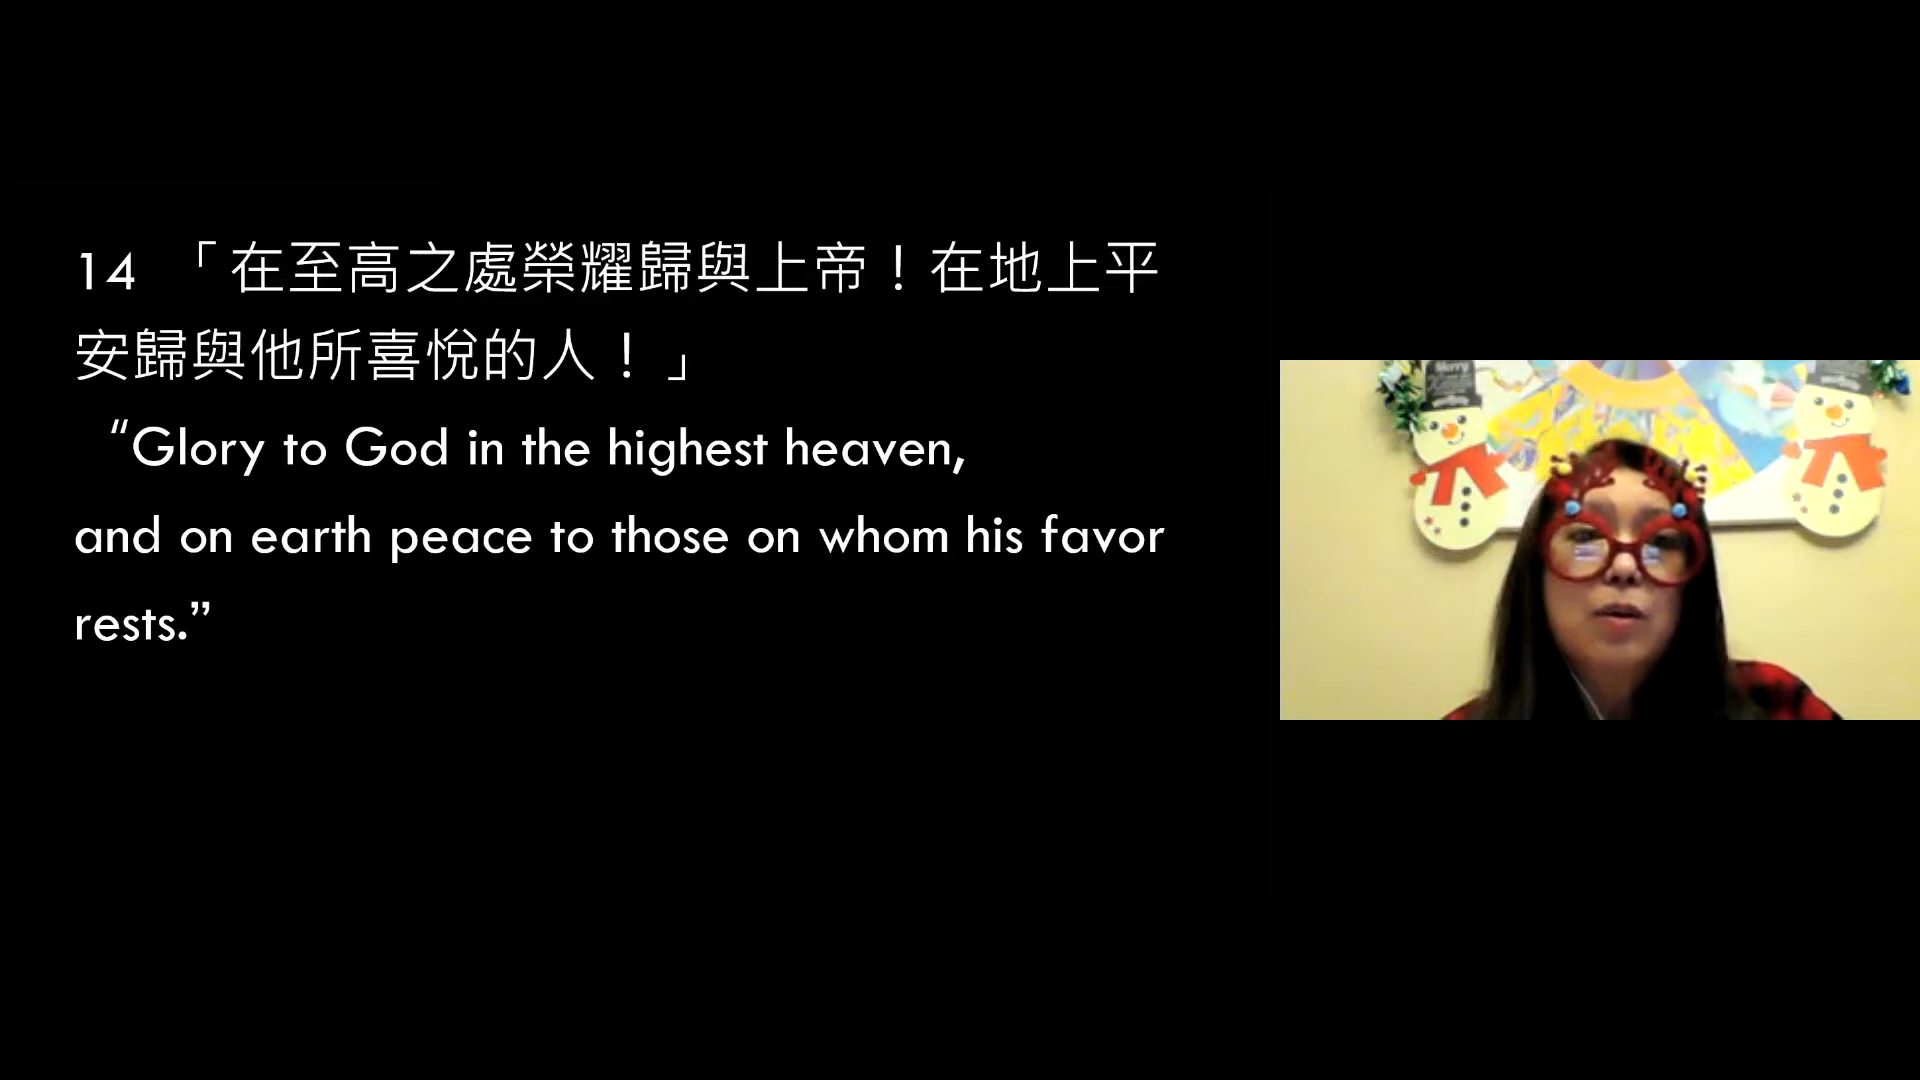 14 「在至高之處榮耀歸與上帝！在地上平
安歸與他所喜悅的人！」
“Glory to God in the highest heaven,
and on earth peace to those on whom his favor
rests.”
Merry